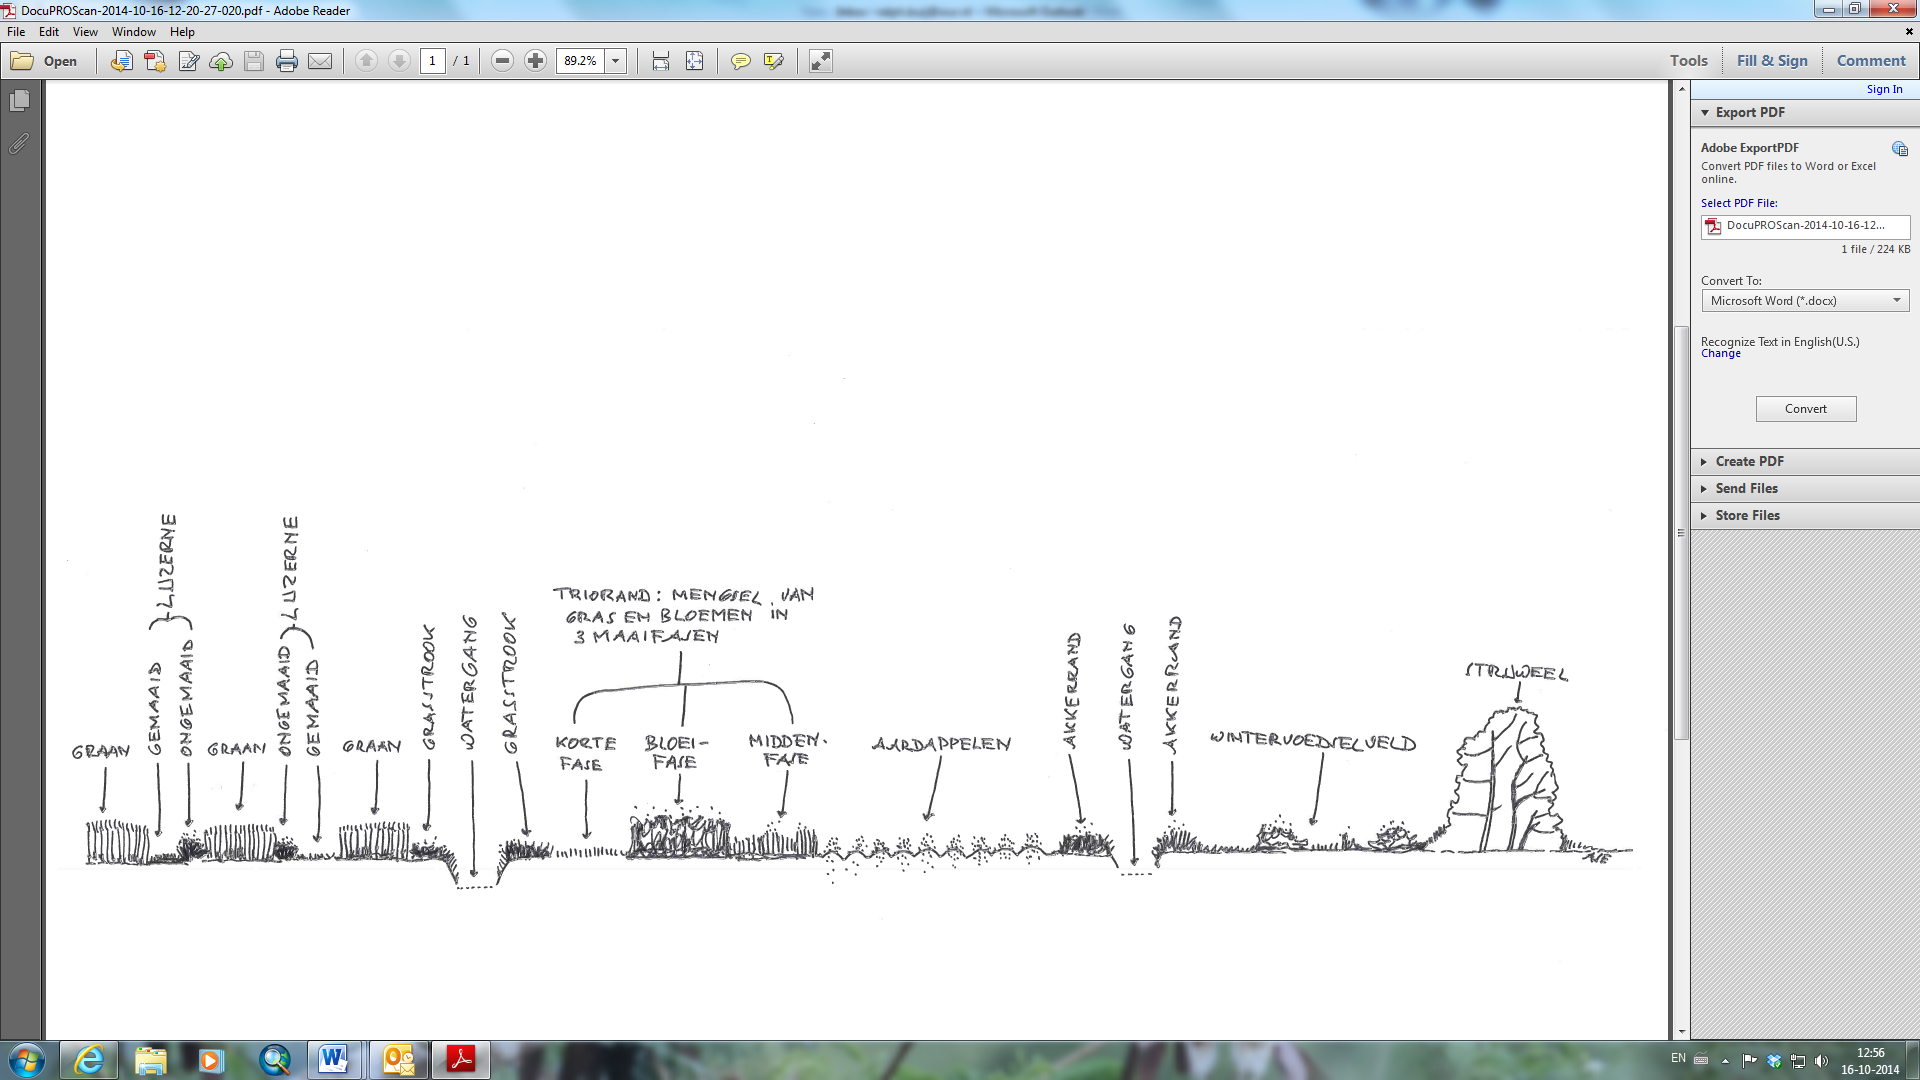 DocuPROScan-2014-10-16-12-20-27-020.pdf - Adobe Reader
File Edit View Window Help
Open
1 / 1
89.2%
Tools Fill & Sign Comment
Sign In
Export PDF
Adobe ExportPDF
Convert PDF files to Word or Excel
online.
Select PDF File:
DocuPROScan-2014-10-16-12...
1 file / 224 KB
Convert To:
Microsoft Word (*.docx)
Recognize Text in English(U.S.)
Change
Convert
Create PDF
Send Files
Store Files
GRAAN
GEMAAID
ONGEMAAID
LUZERNE
GRAAN
ONGEMAAID
GEMAAID
LUZERNE
GRAAN
GRASSTROOK
WATERGANG
GRASSTROOK
TRIORAND: MENGSEL VAN
GRAS EN BLOEMEN IN
3 MAAIFASEN
KORTE
FASE
BLOEI-
FASE
MIDDEN-
FASE
AARDAPPELEN
AKKERRAND
WATERGANG
AKKERRAND
WINTERVOEDSELVELD
STRUWEEL
EN
12:56
16-10-2014